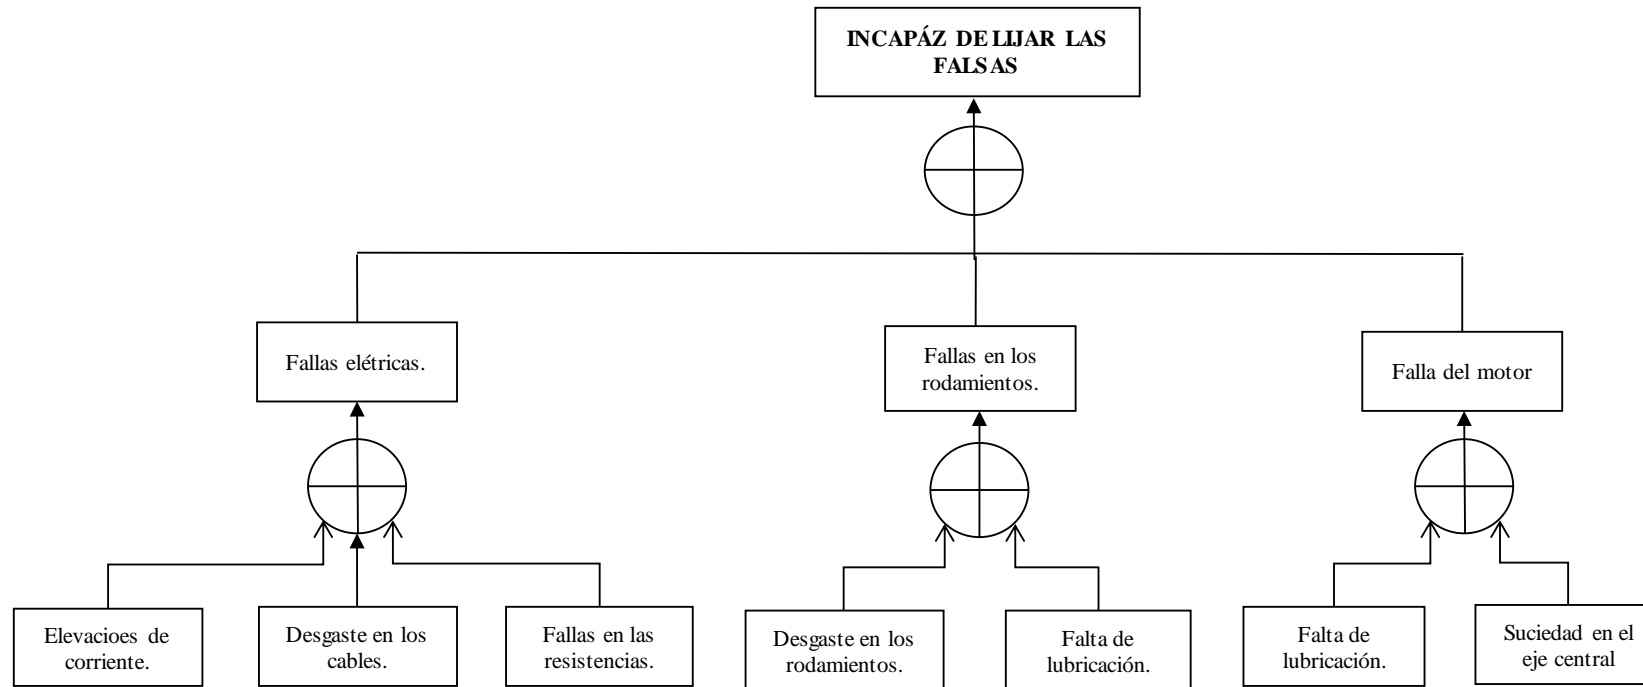 INCAPÁZ DE LIJAR LAS
FALSAS
Fallas elétricas.
Fallas en los
rodamientos.
Falla del motor
Elevacioes de
corriente.
Desgaste en los
cables.
Fallas en las
resistencias.
Desgaste en los
rodamientos.
Falta de
lubricación.
Falta de
lubricación.
Suciedad en el
eje central